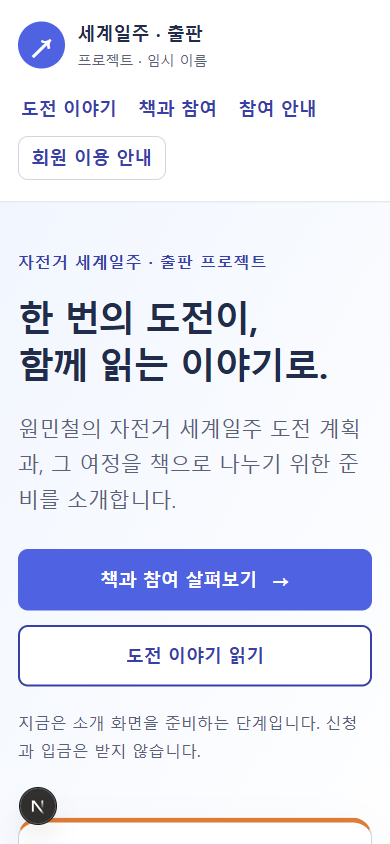 세계일주 · 출판
프로젝트 · 임시 이름
도전 이야기 책과 참여 참여 안내
회원 이용 안내
자전거 세계일주 · 출판 프로젝트
한 번의 도전이,
함께 읽는 이야기로.
원민철의 자전거 세계일주 도전 계획
과, 그 여정을 책으로 나누기 위한 준
비를 소개합니다.
책과 참여 살펴보기 →
도전 이야기 읽기
지금은 소개 화면을 준비하는 단계입니다. 신청
과 입금은 받지 않습니다.
N